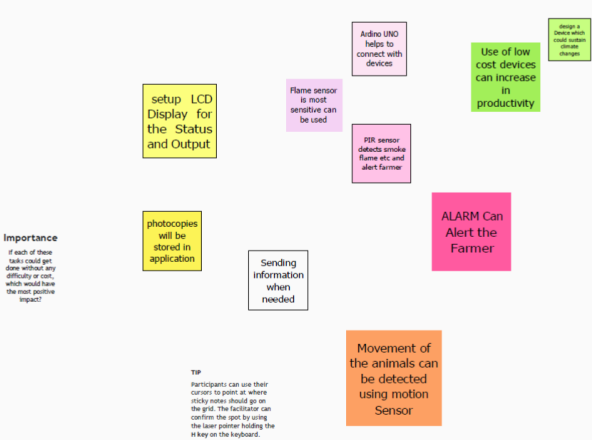 design a
Device which
could sustain
climate
changes
Ardino UNO
helps to
connect with
devices
Use of low
cost devices
can increase
in
productivity
Flame sensor
is most
sensitive can
be used
setup LCD
Display for
the Status
and Output
PIR sensor
detects smoke
flame etc and
alert farmer
ALARM Can
Alert the
Farmer
photocopies
will be
stored in
application
Importance
If each of these
tasks could get
done without any
difficulty or cost,
which would have
the most positive
impact?
Sending
information
when
needed
Movement of
the animals can
be detected
using motion
Sensor
TIP
Participants can use their
cursors to point at where
sticky notes should go on
the grid. The facilitator can
confirm the spot by using
the laser pointer holding the
H key on the keyboard.